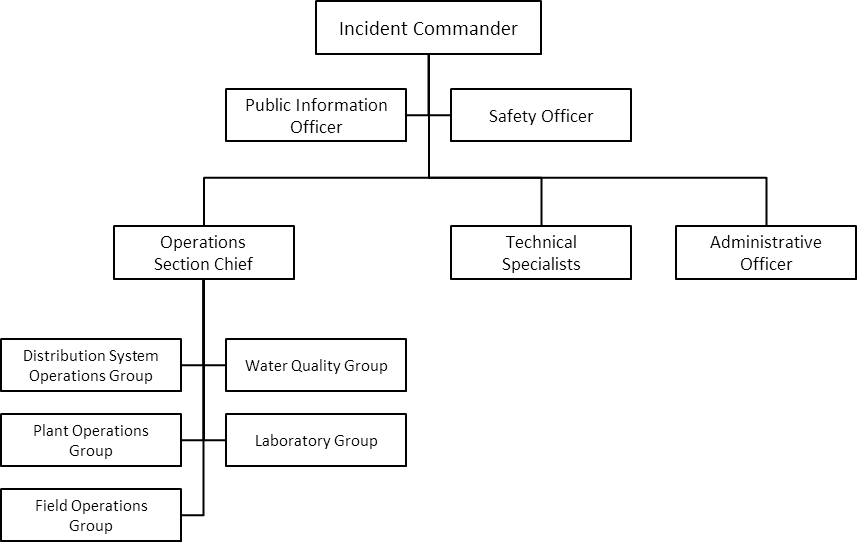 Incident Commander
Public Information
Officer
Safety Officer
Operations
Section Chief
Technical
Specialists
Administrative
Officer
Distribution System
Operations Group
Water Quality Group
Plant Operations
Group
Laboratory Group
Field Operations
Group